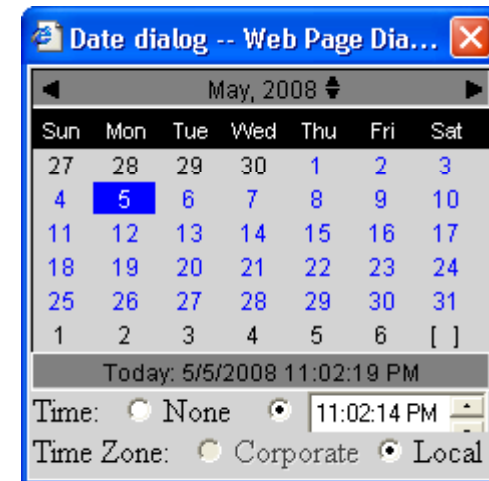 Date dialog -- Web Page Dia...
May, 2008
Sun Mon Tue Wed Thu Fri Sat
27 28 29 30 1 2 3
4 5 6 7 8 9 10
11 12 13 14 15 16 17
18 19 20 21 22 23 24
25 26 27 28 29 30 31
1 2 3 4 5 6 [ ]
Today: 5/5/2008 11:02:19 PM
Time: None 11:02:14 PM
Time Zone: Corporate Local